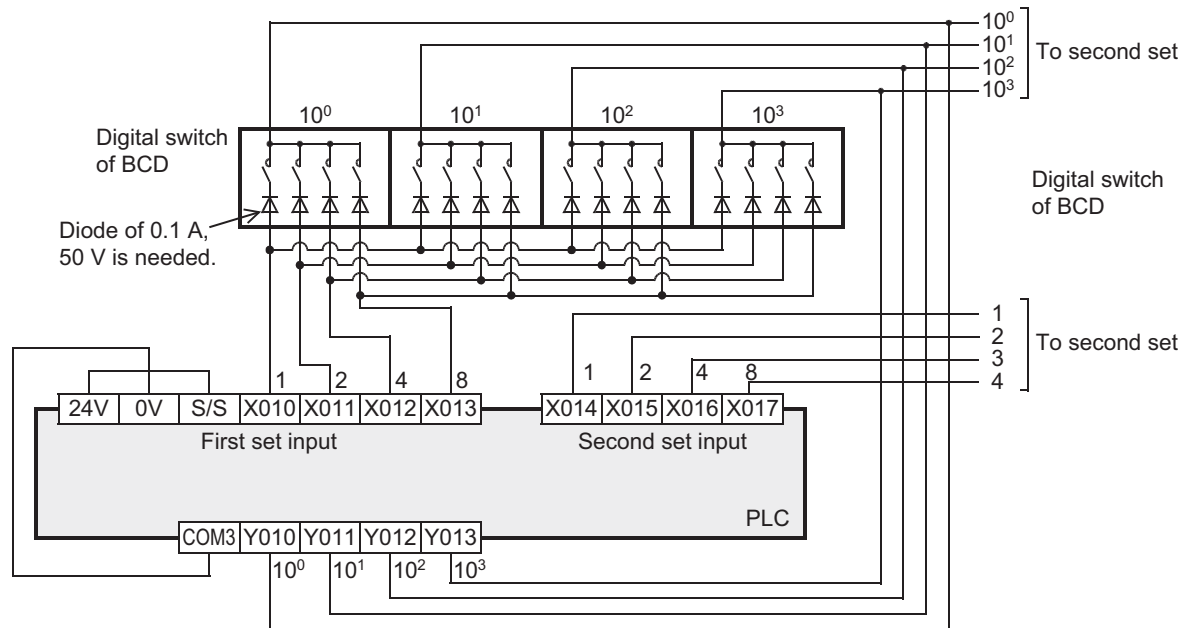 10⁰
10¹
10²
10³
To second set
10⁰ 10¹ 10² 10³
Digital switch
of BCD
Digital switch
of BCD
Diode of 0.1 A,
50 V is needed.
1
2
3
4
To second set
1 2 4 8
1 2 4 8
24V 0V S/S X010 X011 X012 X013
X014 X015 X016 X017
First set input
Second set input
PLC
COM3 Y010 Y011 Y012 Y013
10⁰ 10¹ 10² 10³